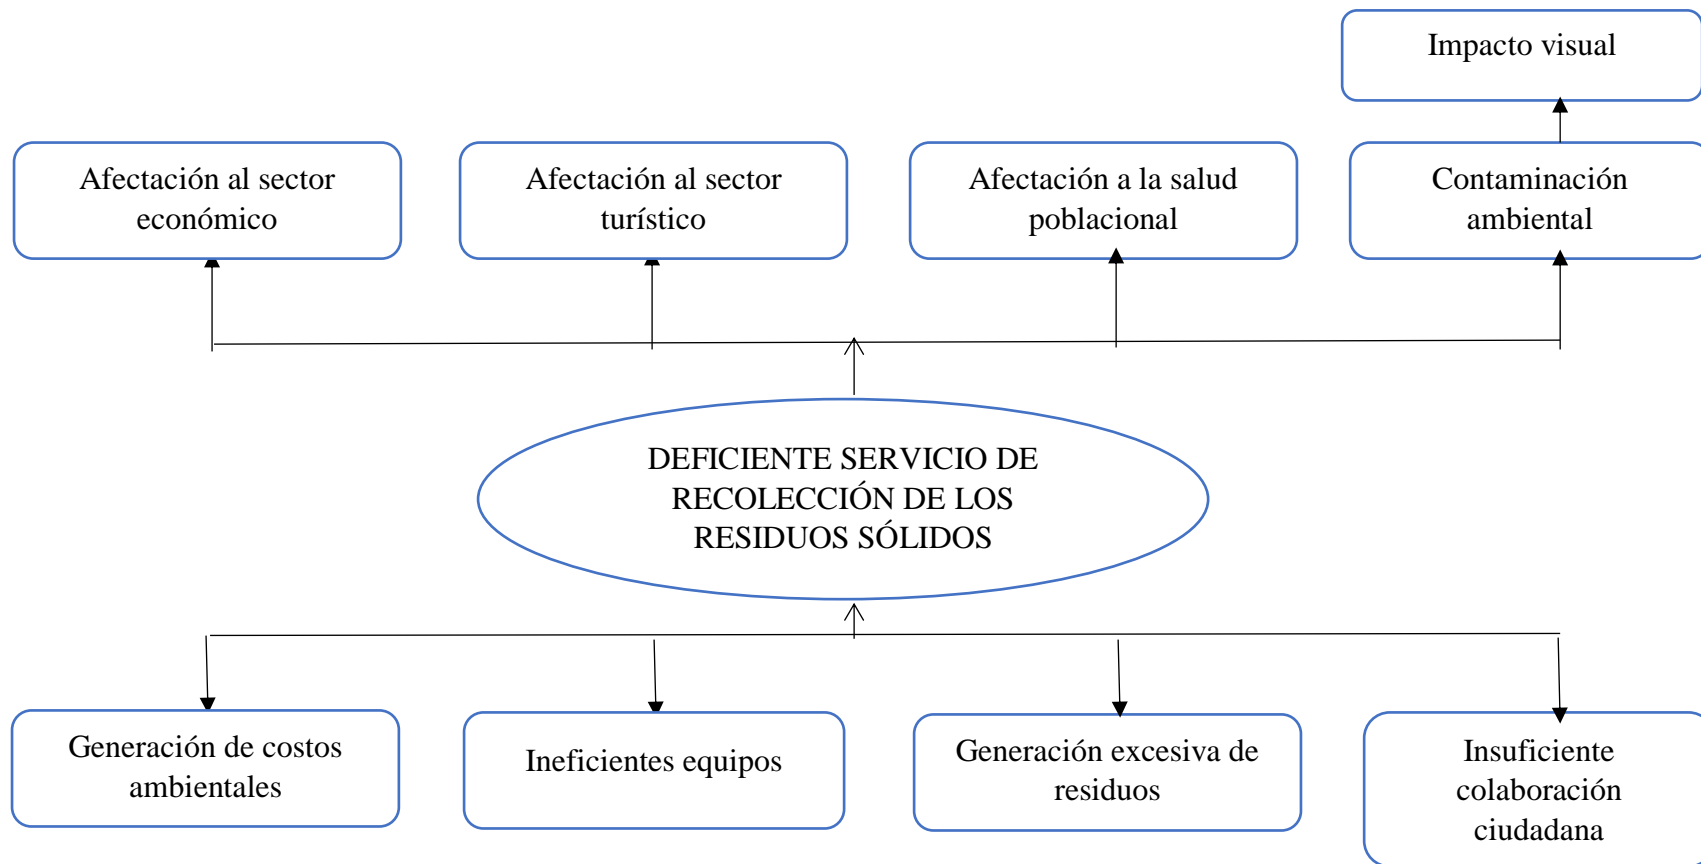 Impacto visual
Afectación al sector
económico
Afectación al sector
turístico
Afectación a la salud
poblacional
Contaminación
ambiental
DEFICIENTE SERVICIO DE
RECOLECCIÓN DE LOS
RESIDUOS SÓLIDOS
Generación de costos
ambientales
Ineficientes equipos
Generación excesiva de
residuos
Insuficiente
colaboración
ciudadana